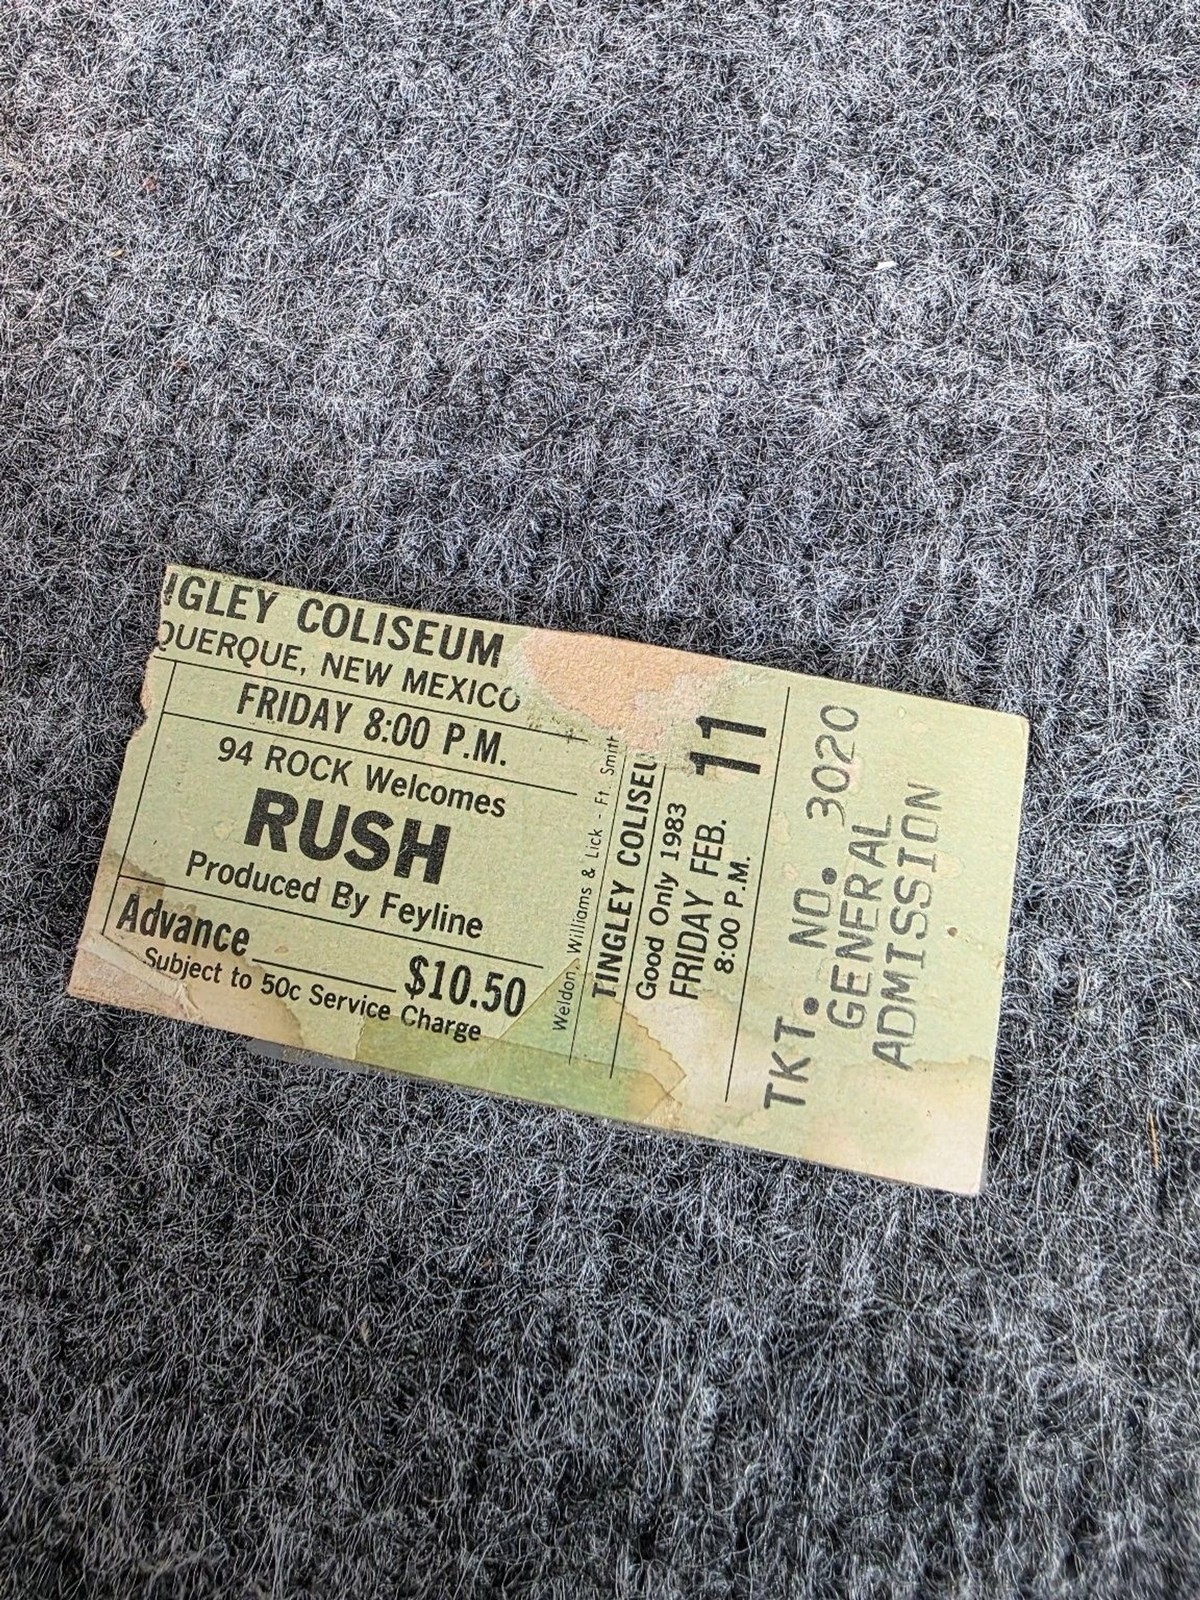 IGLEY COLISEUM
QUERQUE, NEW MEXICO
FRIDAY 8:00 P.M.
94 ROCK Welcomes
RUSH
Produced By Feyline
Advance $10.50
Subject to 50c Service Charge
Weldon, Williams & Lick - Ft. Smith
TINGLEY COLISEU
Good Only 1983
FRIDAY FEB. 11
8:00 P.M.
TKT. NO. 3020
GENERAL
ADMISSION